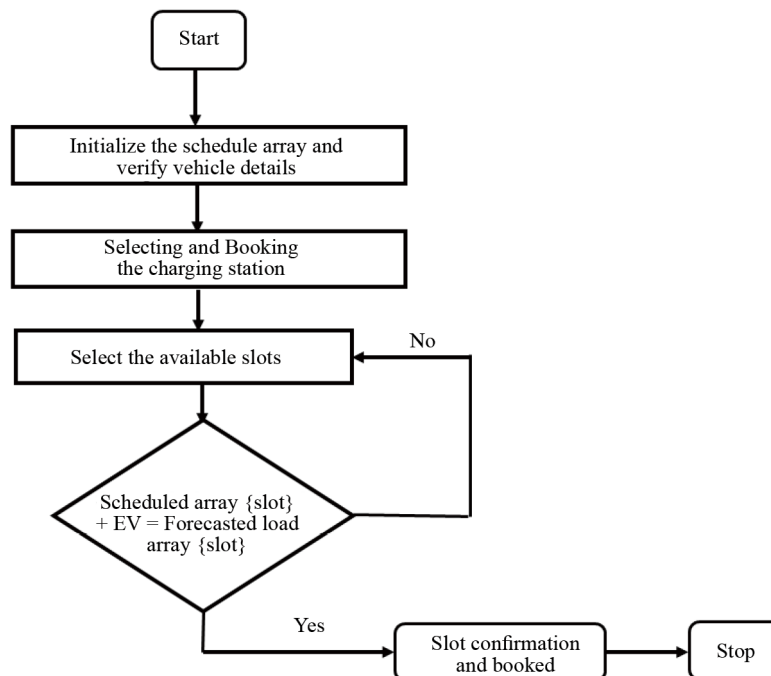 Start
Initialize the schedule array and
verify vehicle details
Selecting and Booking
the charging station
Select the available slots
No
Scheduled array {slot}
+ EV = Forecasted load
array {slot}
Yes
Slot confirmation
and booked
Stop